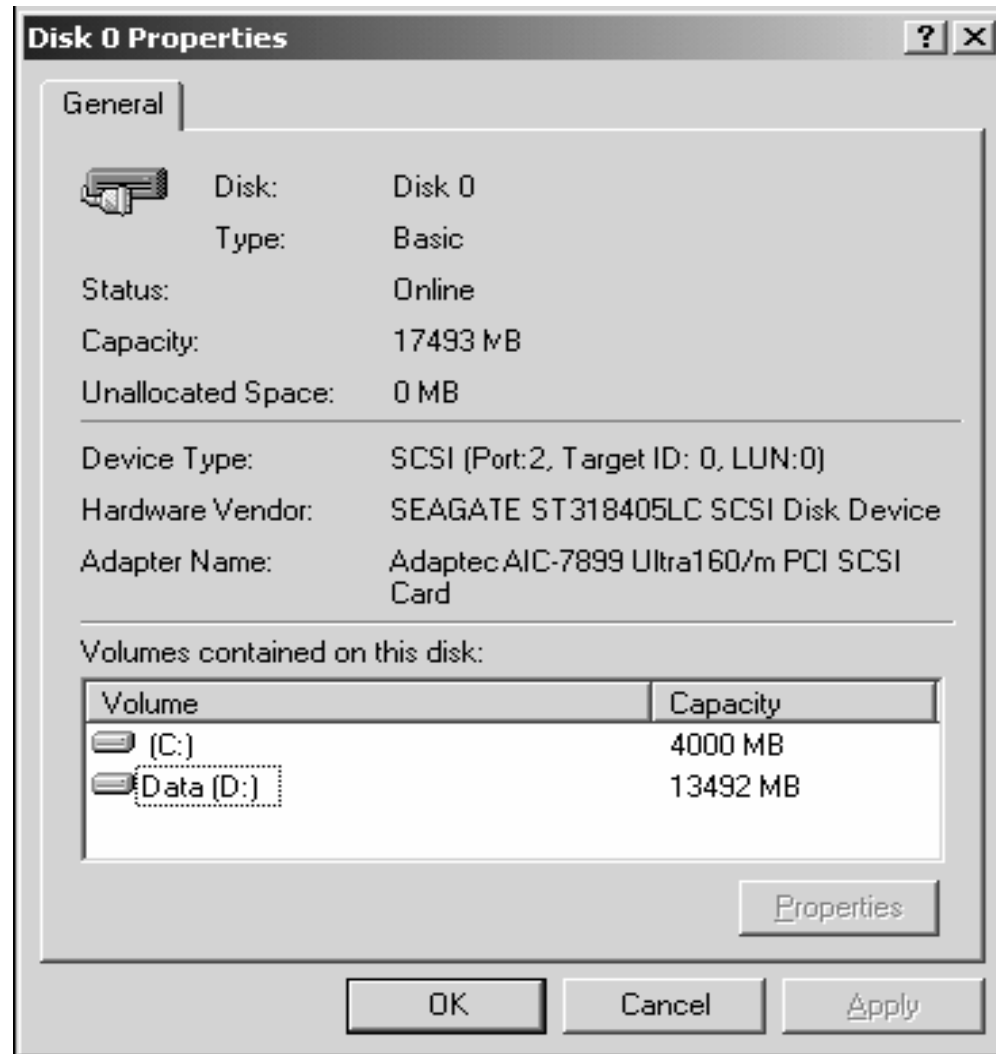 Disk 0 Properties
General
Disk: Disk 0
Type: Basic
Status: Online
Capacity: 17493 MB
Unallocated Space: 0 MB
Device Type: SCSI (Port:2, Target ID: 0, LUN:0)
Hardware Vendor: SEAGATE ST318405LC SCSI Disk Device
Adapter Name: Adaptec AIC-7899 Ultra160/m PCI SCSI
Card
Volumes contained on this disk:
Volume Capacity
(C:) 4000 MB
Data (D:) 13492 MB
Properties
OK Cancel Apply